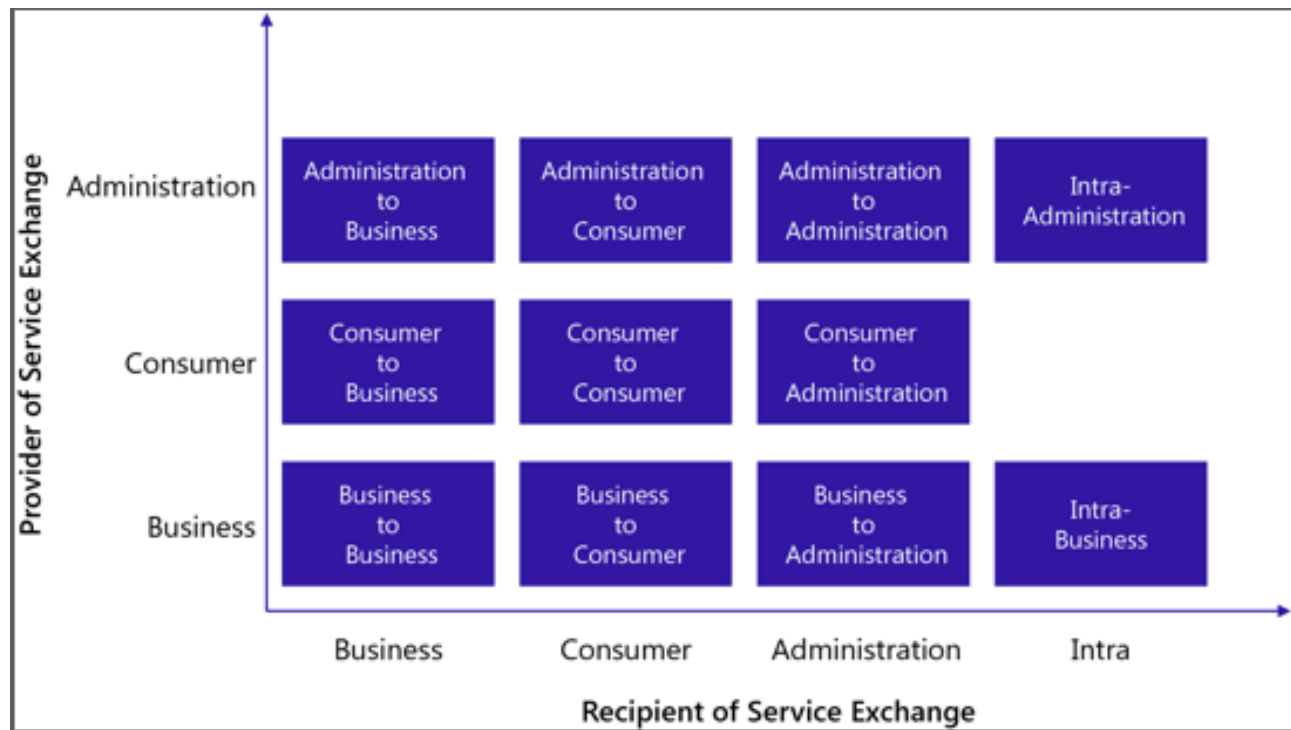 Provider of Service Exchange
Administration
Administration
to
Business
Administration
to
Consumer
Administration
to
Administration
Intra-
Administration
Consumer
Consumer
to
Business
Consumer
to
Consumer
Consumer
to
Administration
Business
Business
to
Business
Business
to
Consumer
Business
to
Administration
Intra-
Business
Business
Consumer
Administration
Intra
Recipient of Service Exchange